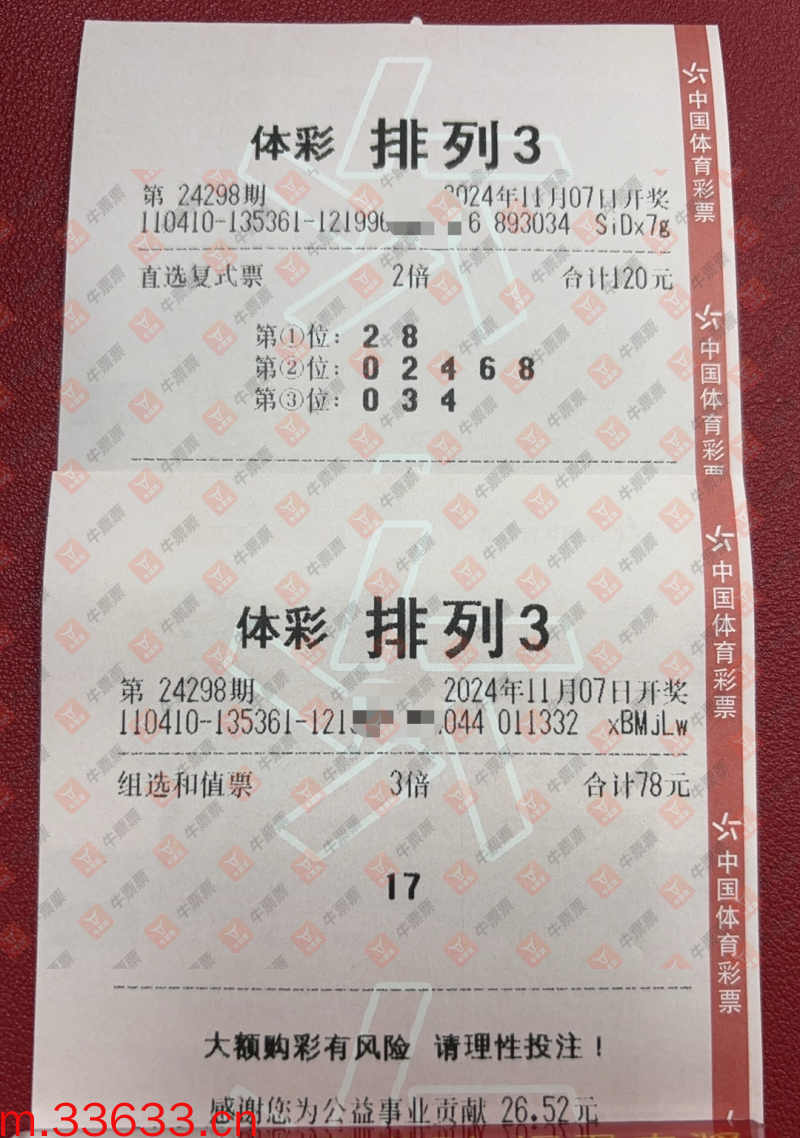 体彩 排列3
第 24298期 2024年11月07日开奖
110410-135361-121996 6 893034 SiDx7g
直选复式票 2倍 合计120元
第①位: 2 8
第②位: 0 2 4 6 8
第③位: 0 3 4
中国体育彩票
中国体育彩票
体彩 排列3
第 24298期 2024年11月07日开奖
110410-135361-121 044 011332 xBMJLw
组选和值票 3倍 合计78元
17
大额购彩有风险 请理性投注!
感谢您为公益事业贡献 26.52元
中国体育彩票
中国体育彩票
牛票票
m.33633.cn